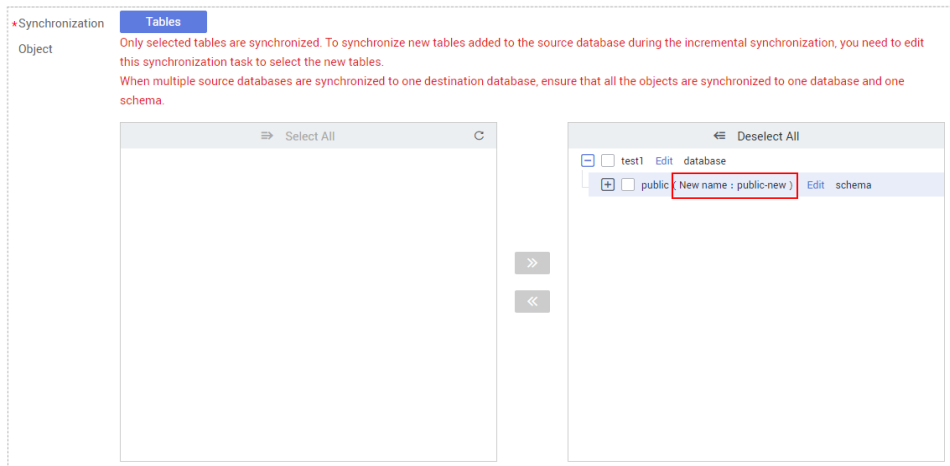 *Synchronization Object
Tables
Only selected tables are synchronized. To synchronize new tables added to the source database during the incremental synchronization, you need to edit
this synchronization task to select the new tables.
When multiple source databases are synchronized to one destination database, ensure that all the objects are synchronized to one database and one
schema.
Select All
Deselect All
test1 Edit database
public ( New name : public-new ) Edit schema